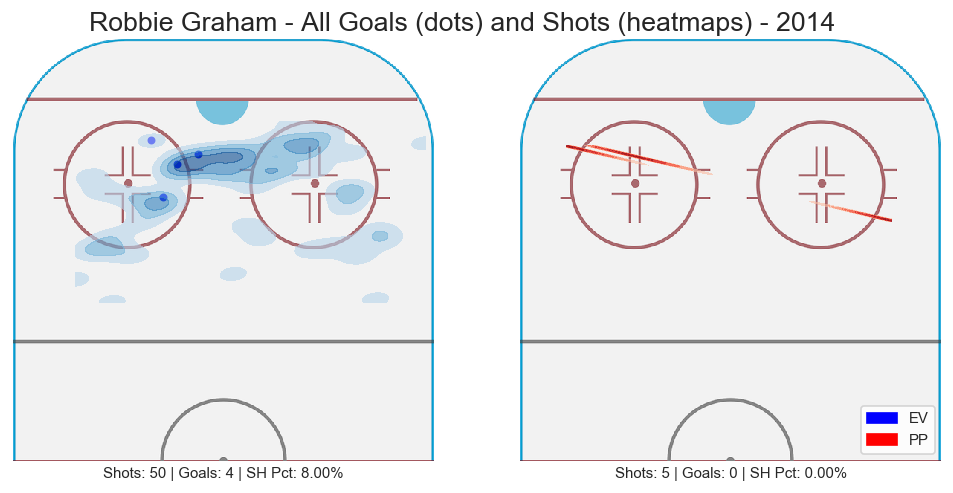 Robbie Graham - All Goals (dots) and Shots (heatmaps) - 2014
EV
PP
Shots: 50 | Goals: 4 | SH Pct: 8.00%
Shots: 5 | Goals: 0 | SH Pct: 0.00%